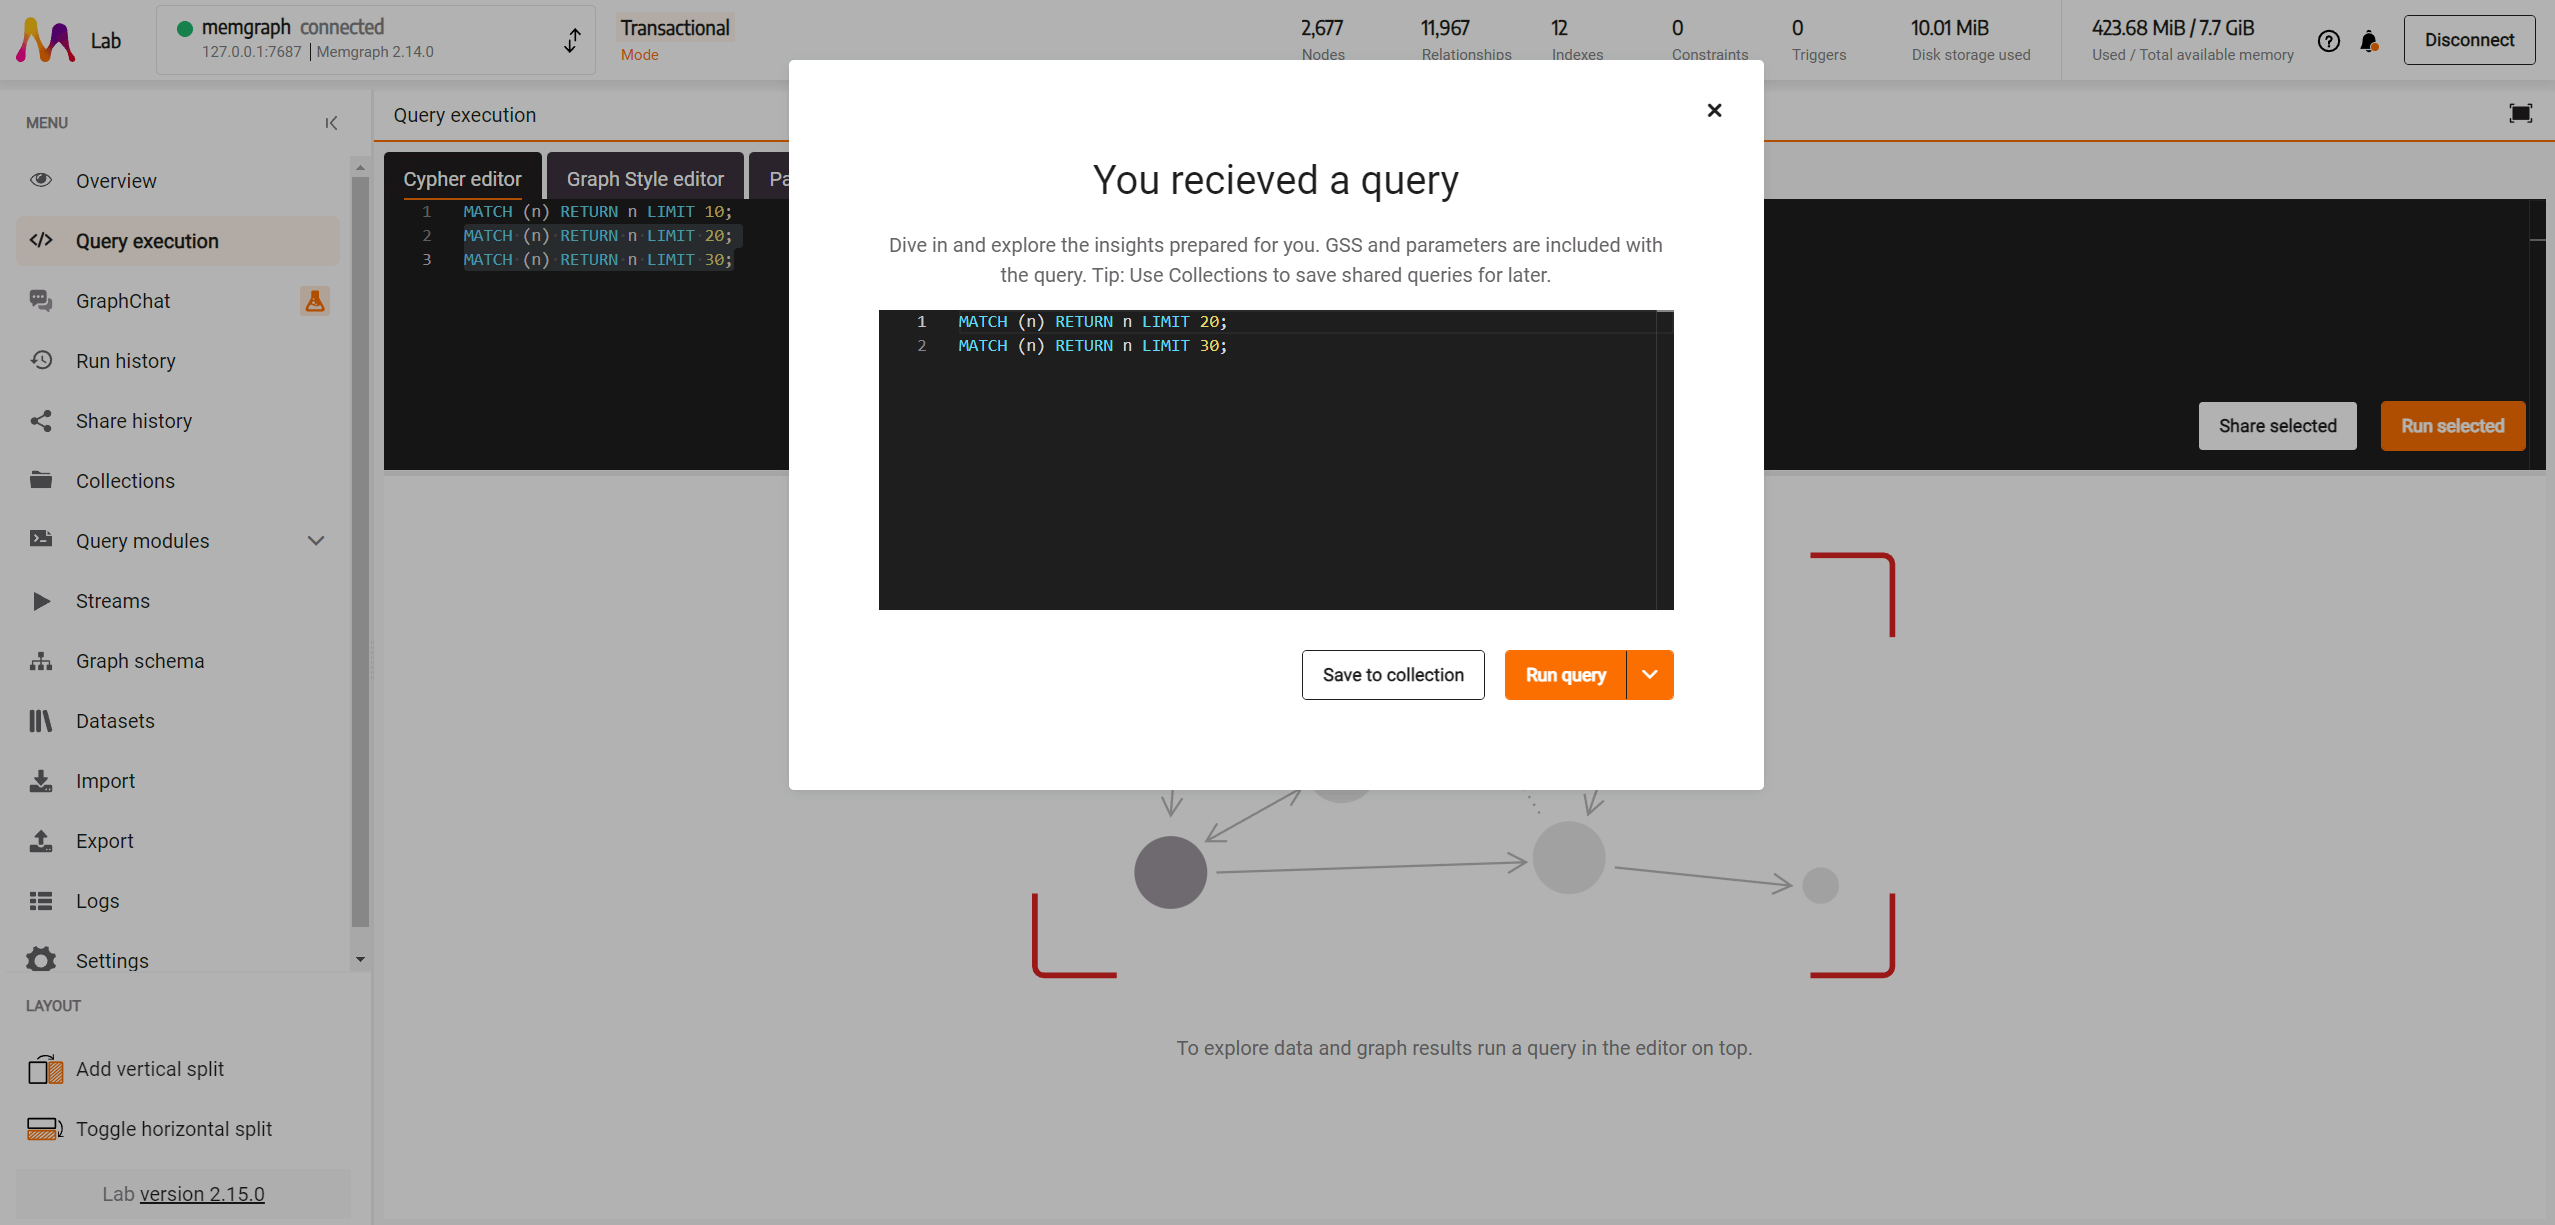 Lab
memgraph connected
127.0.0.1:7687 | Memgraph 2.14.0
Transactional
Mode
2,677
Nodes
11,967
Relationships
12
Indexes
0
Constraints
0
Triggers
10.01 MiB
Disk storage used
423.68 MiB / 7.7 GiB
Used / Total available memory
Disconnect
MENU
Overview
Query execution
GraphChat
Run history
Share history
Collections
Query modules
Streams
Graph schema
Datasets
Import
Export
Logs
Settings
LAYOUT
Add vertical split
Toggle horizontal split
Lab version 2.15.0
Query execution
Cypher editor
Graph Style editor
Pa
1 MATCH (n) RETURN n LIMIT 10;
2 MATCH (n) RETURN n LIMIT 20;
3 MATCH (n) RETURN n LIMIT 30;
Share selected
Run selected
You recieved a query
Dive in and explore the insights prepared for you. GSS and parameters are included with
the query. Tip: Use Collections to save shared queries for later.
1 MATCH (n) RETURN n LIMIT 20;
2 MATCH (n) RETURN n LIMIT 30;
Save to collection
Run query
To explore data and graph results run a query in the editor on top.